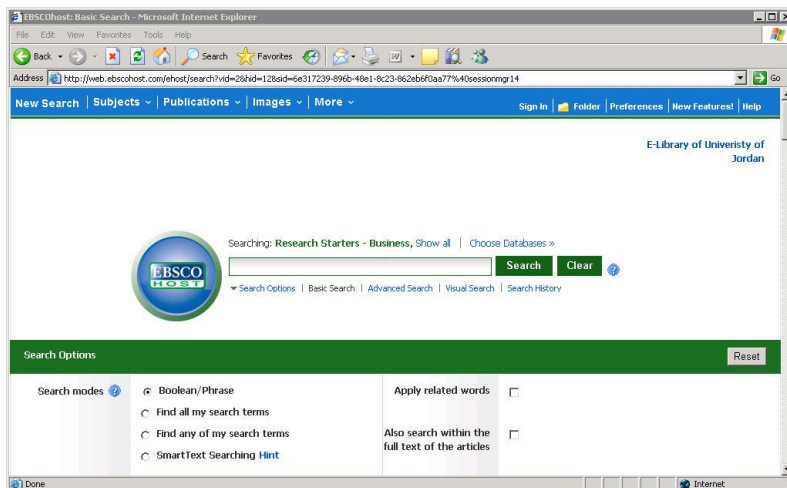 EBSCOhost: Basic Search - Microsoft Internet Explorer
File Edit View Favorites Tools Help
Back Search Favorites
Address http://web.ebscohost.com/ehost/search?vid=2&hid=12&sid=6e317239-896b-48e1-8c23-862eb6f0aa77%40sessionmgr14 Go
New Search Subjects Publications Images More Sign In Folder Preferences New Features! Help
E-Library of Univeristy of
Jordan
Searching: Research Starters - Business, Show all Choose Databases »
EBSCO
HOST
Search Clear
Search Options Basic Search Advanced Search Visual Search Search History
Search Options Reset
Search modes Boolean/Phrase Apply related words
Find all my search terms
Find any of my search terms Also search within the
full text of the articles
SmartText Searching Hint
Done Internet